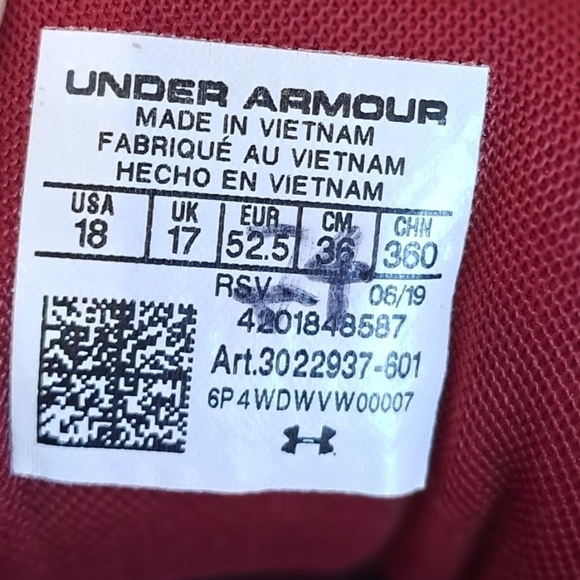 UNDER ARMOUR
MADE IN VIETNAM
FABRIQUÉ AU VIETNAM
HECHO EN VIETNAM
USA UK EUR CM CHN
18 17 52.5 36 360
RSV 06/19
4201848587
Art.3022937-601
6P4WDWVW00007